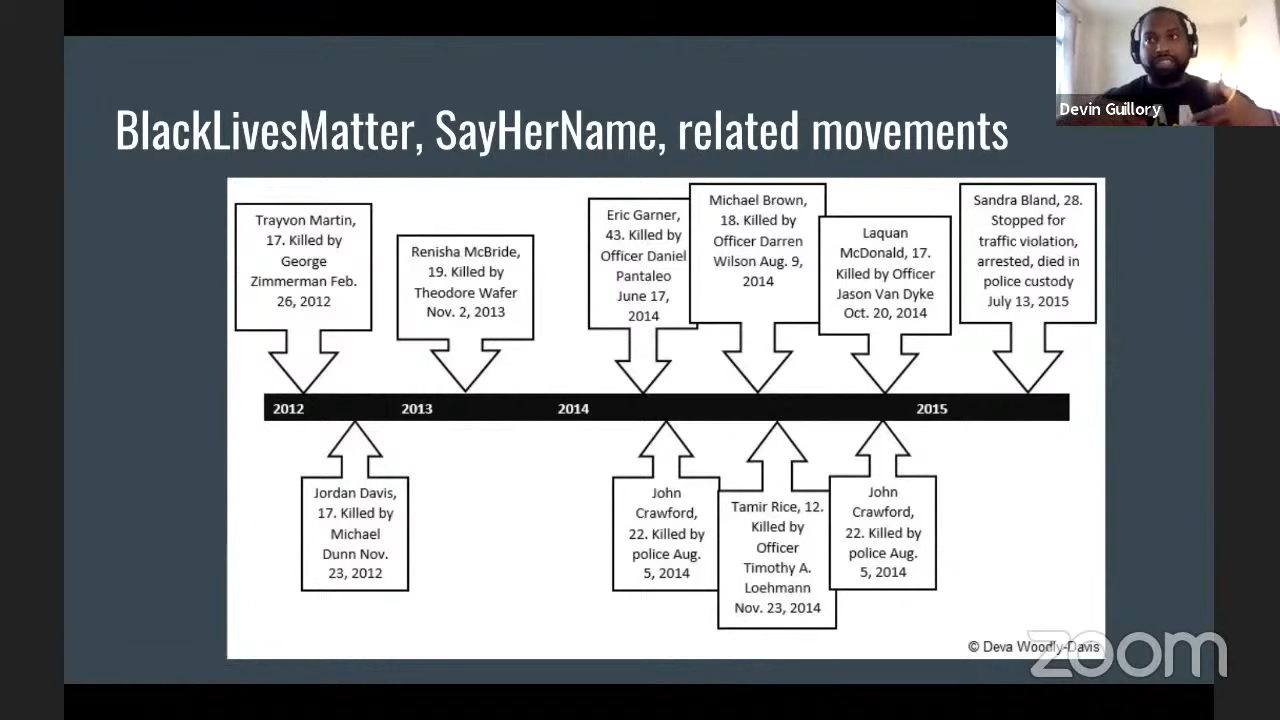 BlackLivesMatter, SayHerName, related movements
Devin Guillory
Trayvon Martin,
17. Killed by
George
Zimmerman Feb.
26, 2012
Renisha McBride,
19. Killed by
Theodore Wafer
Nov. 2, 2013
Eric Garner,
43. Killed by
Officer Daniel
Pantaleo
June 17,
2014
Michael Brown,
18. Killed by
Officer Darren
Wilson Aug. 9,
2014
Laquan
McDonald, 17.
Killed by Officer
Jason Van Dyke
Oct. 20, 2014
Sandra Bland, 28.
Stopped for
traffic violation,
arrested, died in
police custody
July 13, 2015
2012 2013 2014 2015
Jordan Davis,
17. Killed by
Michael
Dunn Nov.
23, 2012
John
Crawford,
22. Killed by
police Aug.
5, 2014
Tamir Rice, 12.
Killed by
Officer
Timothy A.
Loehmann
Nov. 23, 2014
John
Crawford,
22. Killed by
police Aug.
5, 2014
© Deva Woodly-Davis
zoom